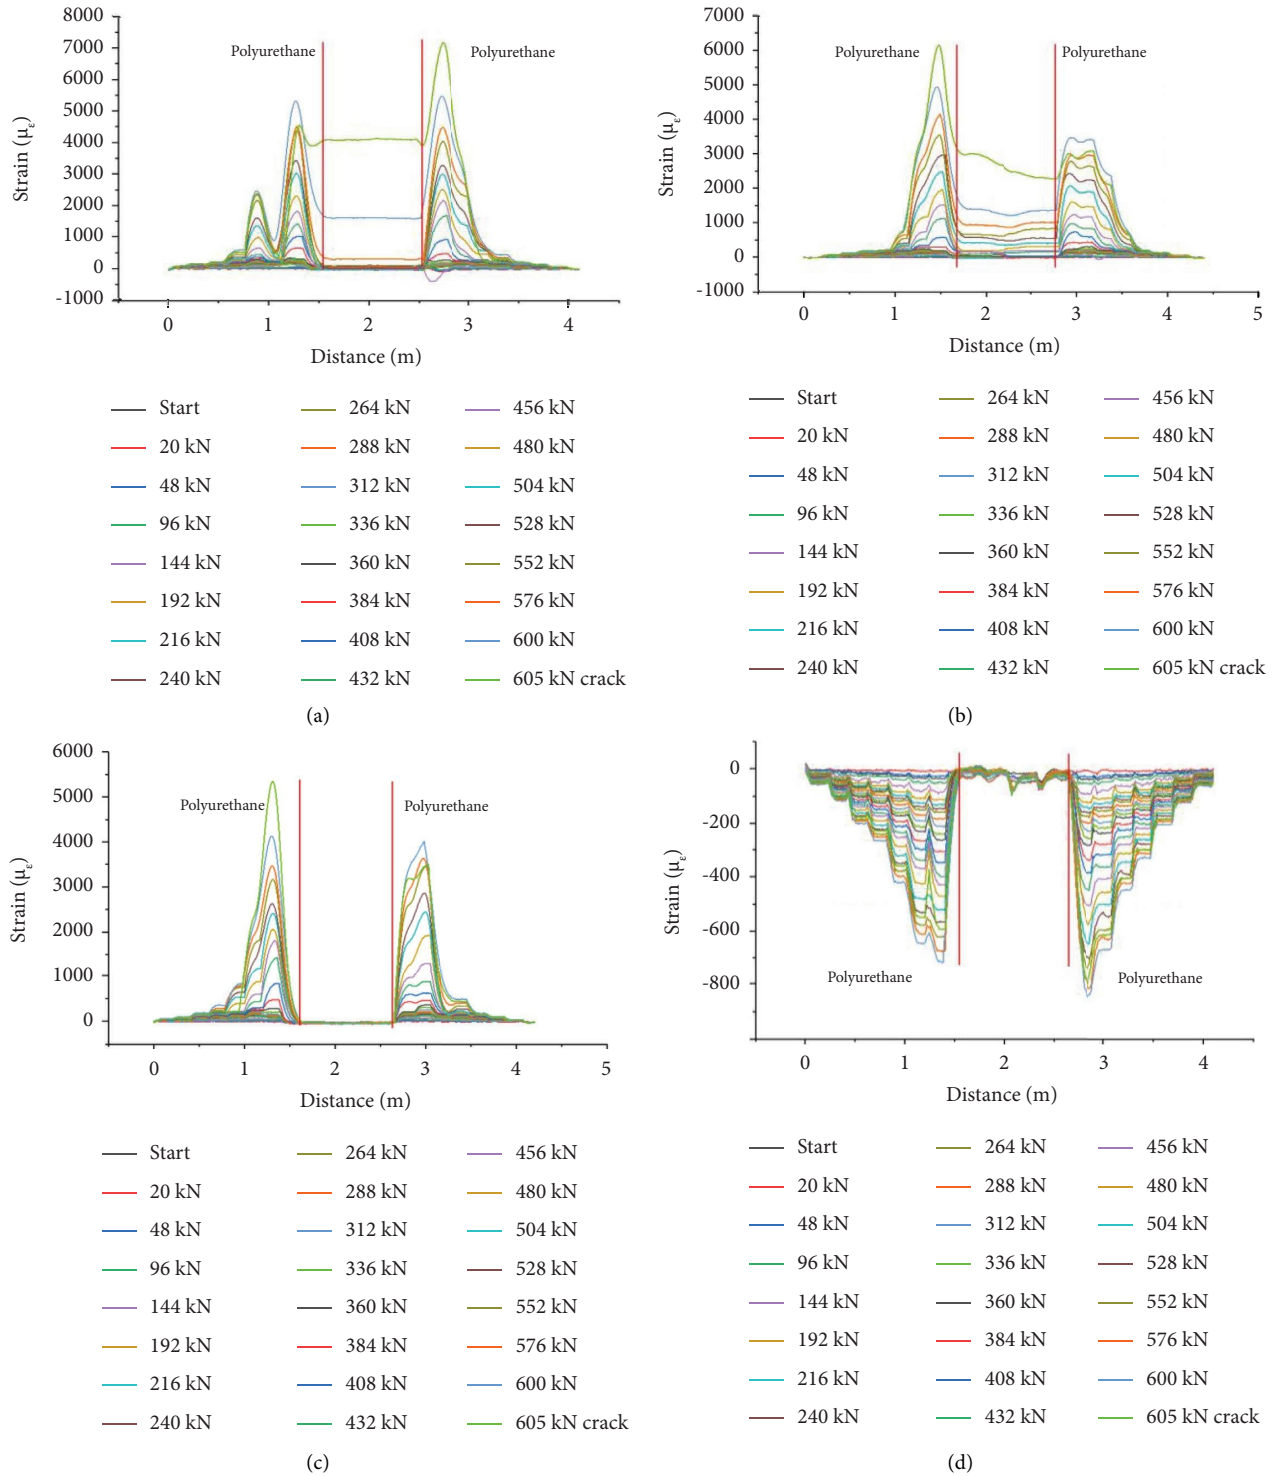 8000
7000
6000
5000
4000
3000
2000
1000
0
-1000
Strain (με)
Polyurethane
Polyurethane
0 1 2 3 4
Distance (m)
Start 264 kN 456 kN
20 kN 288 kN 480 kN
48 kN 312 kN 504 kN
96 kN 336 kN 528 kN
144 kN 360 kN 552 kN
192 kN 384 kN 576 kN
216 kN 408 kN 600 kN
240 kN 432 kN 605 kN crack
(a)
7000
6000
5000
4000
3000
2000
1000
0
-1000
Strain (με)
Polyurethane
Polyurethane
0 1 2 3 4 5
Distance (m)
Start 264 kN 456 kN
20 kN 288 kN 480 kN
48 kN 312 kN 504 kN
96 kN 336 kN 528 kN
144 kN 360 kN 552 kN
192 kN 384 kN 576 kN
216 kN 408 kN 600 kN
240 kN 432 kN 605 kN crack
(b)
6000
5000
4000
3000
2000
1000
0
Strain (με)
Polyurethane
Polyurethane
0 1 2 3 4 5
Distance (m)
Start 264 kN 456 kN
20 kN 288 kN 480 kN
48 kN 312 kN 504 kN
96 kN 336 kN 528 kN
144 kN 360 kN 552 kN
192 kN 384 kN 576 kN
216 kN 408 kN 600 kN
240 kN 432 kN 605 kN crack
(c)
0
-200
-400
-600
-800
Strain (με)
Polyurethane
Polyurethane
0 1 2 3 4
Distance (m)
Start 264 kN 456 kN
20 kN 288 kN 480 kN
48 kN 312 kN 504 kN
96 kN 336 kN 528 kN
144 kN 360 kN 552 kN
192 kN 384 kN 576 kN
216 kN 408 kN 600 kN
240 kN 432 kN 605 kN crack
(d)